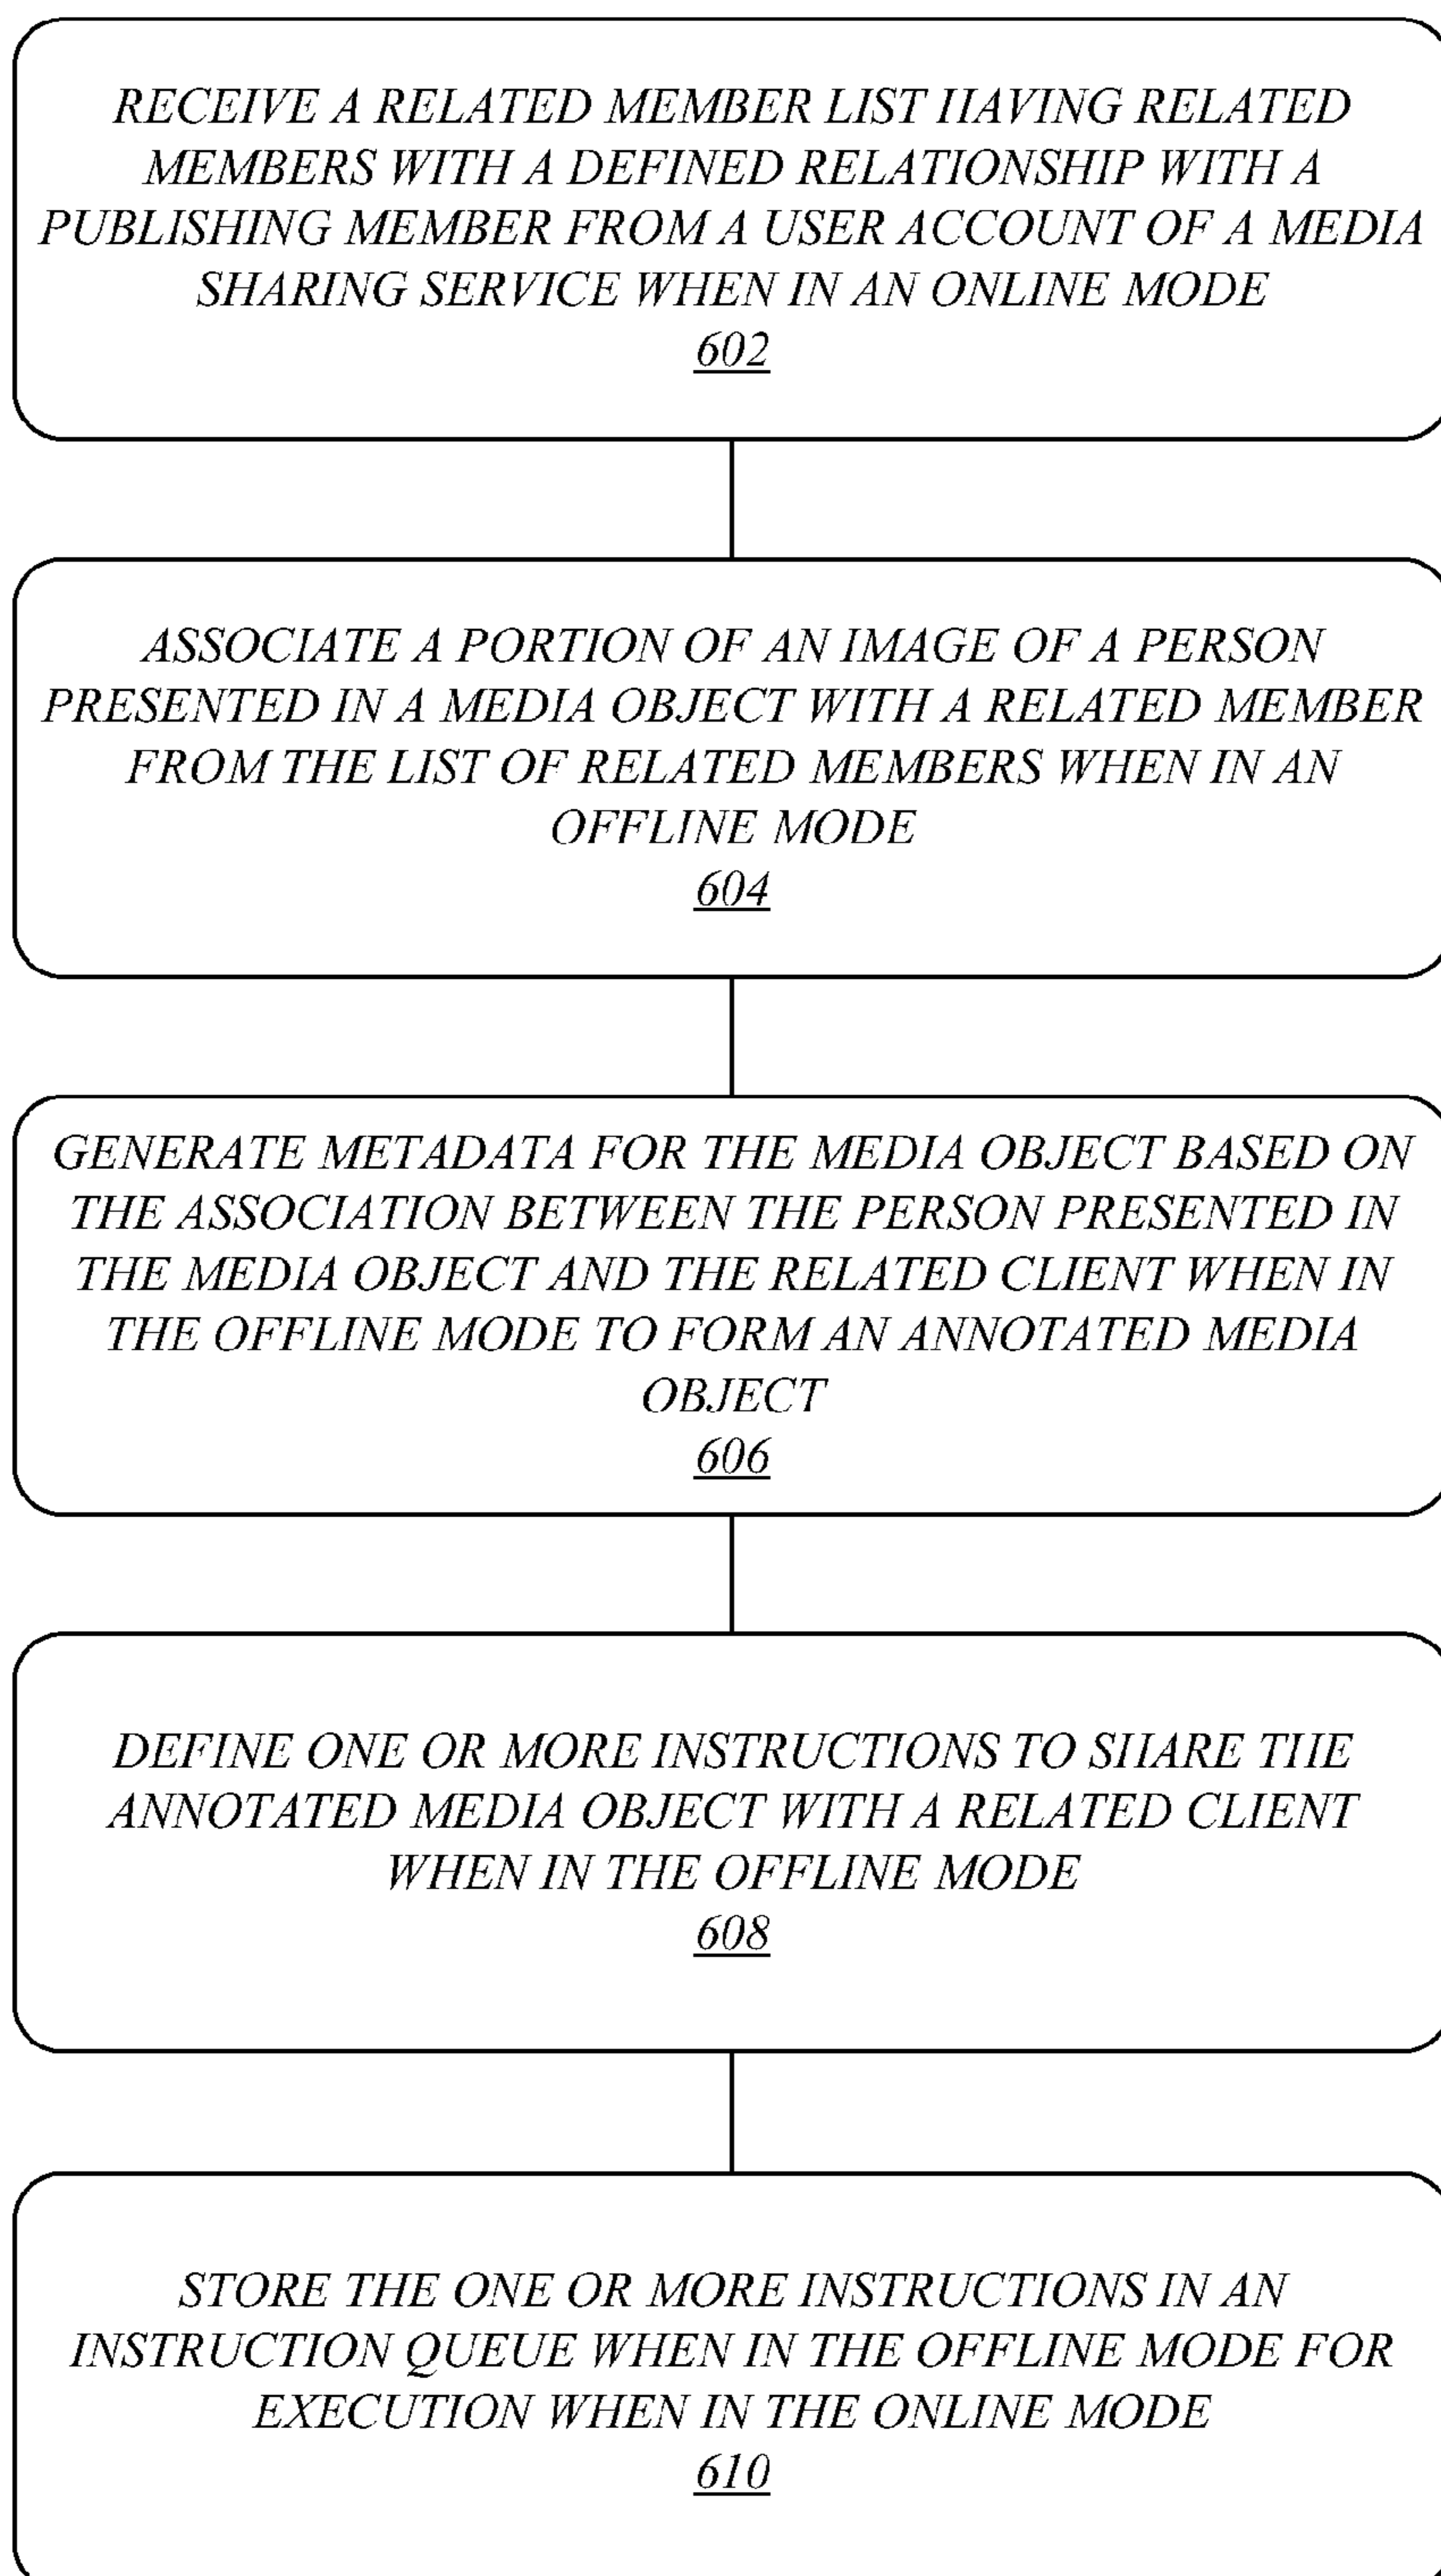 RECEIVE A RELATED MEMBER LIST HAVING RELATED
MEMBERS WITH A DEFINED RELATIONSHIP WITH A
PUBLISHING MEMBER FROM A USER ACCOUNT OF A MEDIA
SHARING SERVICE WHEN IN AN ONLINE MODE
602
ASSOCIATE A PORTION OF AN IMAGE OF A PERSON
PRESENTED IN A MEDIA OBJECT WITH A RELATED MEMBER
FROM THE LIST OF RELATED MEMBERS WHEN IN AN
OFFLINE MODE
604
GENERATE METADATA FOR THE MEDIA OBJECT BASED ON
THE ASSOCIATION BETWEEN THE PERSON PRESENTED IN
THE MEDIA OBJECT AND THE RELATED CLIENT WHEN IN
THE OFFLINE MODE TO FORM AN ANNOTATED MEDIA
OBJECT
606
DEFINE ONE OR MORE INSTRUCTIONS TO SHARE THE
ANNOTATED MEDIA OBJECT WITH A RELATED CLIENT
WHEN IN THE OFFLINE MODE
608
STORE THE ONE OR MORE INSTRUCTIONS IN AN
INSTRUCTION QUEUE WHEN IN THE OFFLINE MODE FOR
EXECUTION WHEN IN THE ONLINE MODE
610